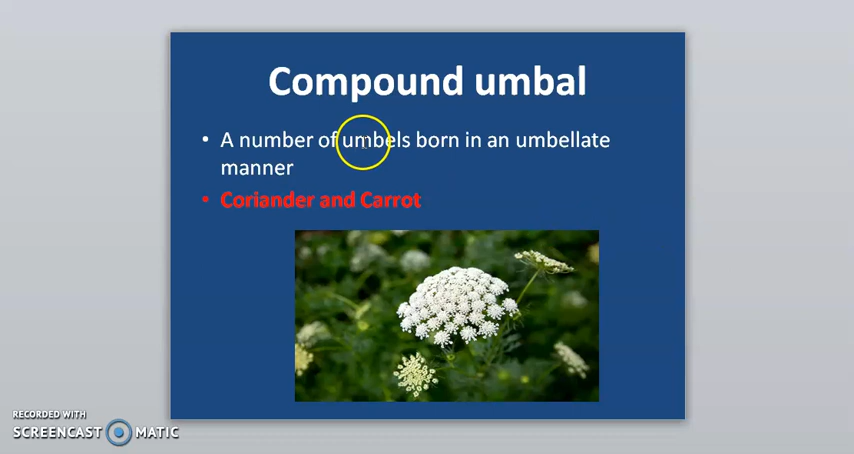 Compound umbal
• A number of umbels born in an umbellate
manner
• Coriander and Carrot
RECORDED WITH
SCREENCAST MATIC